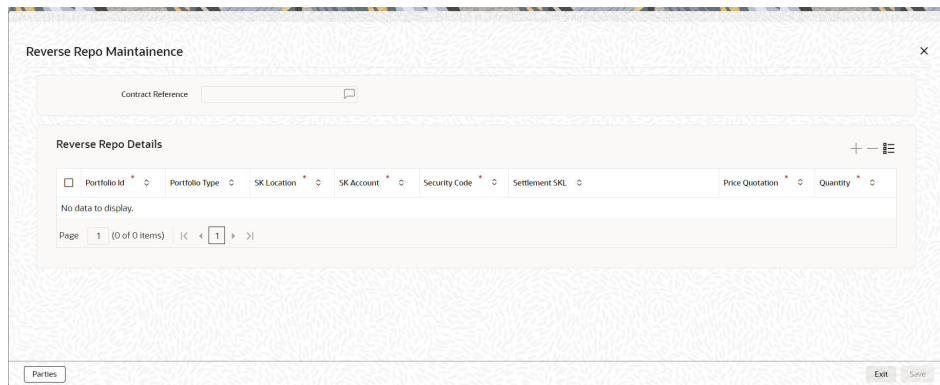 Reverse Repo Maintainence
Contract Reference
Reverse Repo Details
Portfolio Id * Portfolio Type SK Location * SK Account * Security Code * Settlement SKL Price Quotation * Quantity *
No data to display.
Page 1 (0 of 0 items) 1
Parties Exit Save